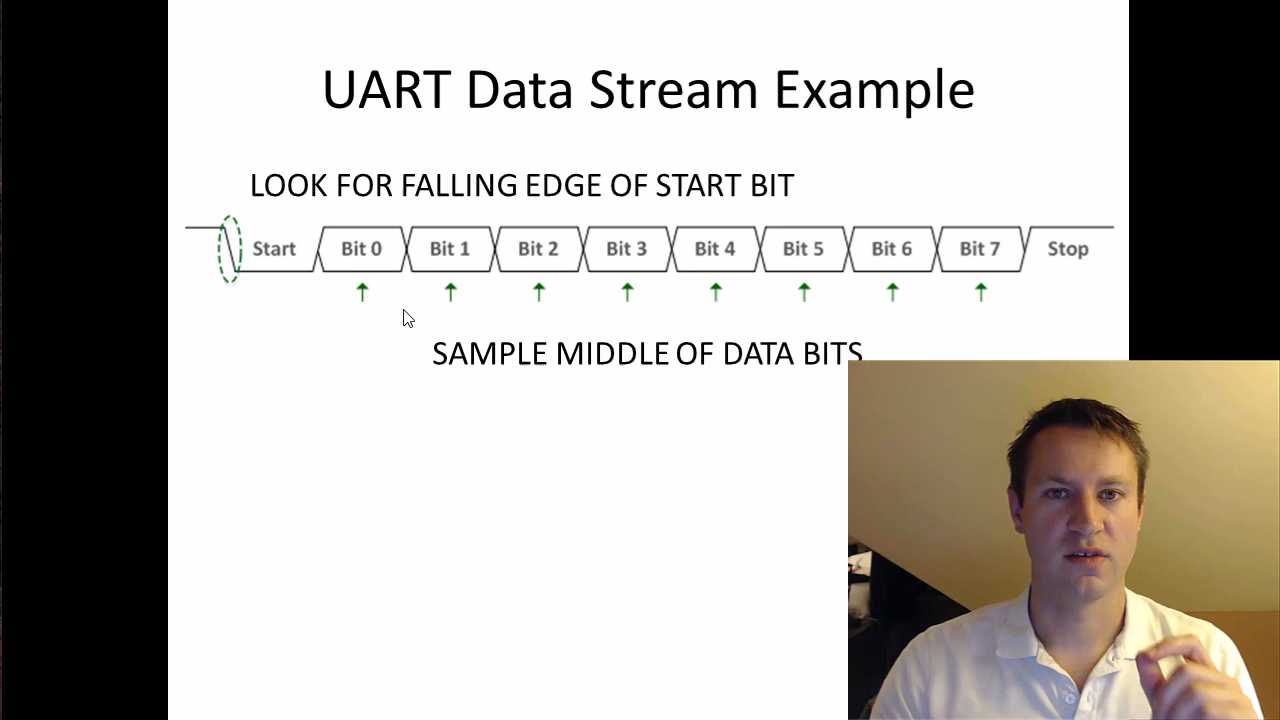 UART Data Stream Example
LOOK FOR FALLING EDGE OF START BIT
Start Bit 0 Bit 1 Bit 2 Bit 3 Bit 4 Bit 5 Bit 6 Bit 7 Stop
SAMPLE MIDDLE OF DATA BITS